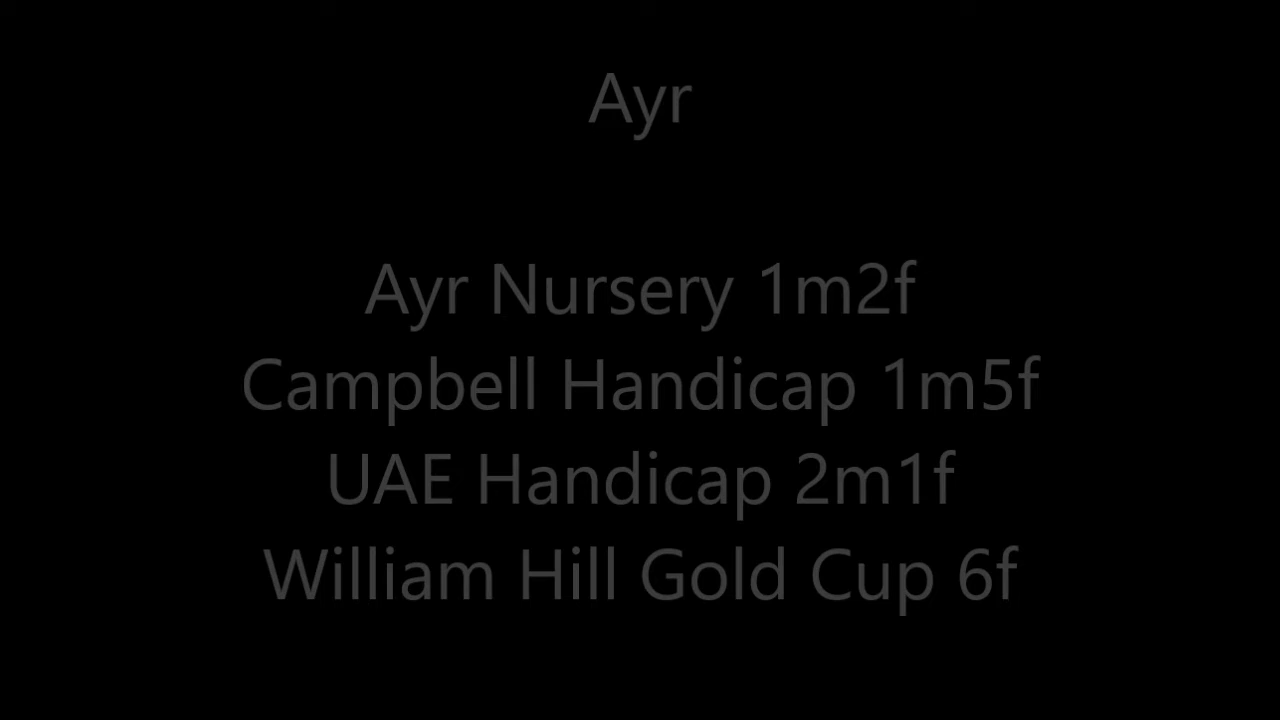 Ayr
Ayr Nursery 1m2f
Campbell Handicap 1m5f
UAE Handicap 2m1f
William Hill Gold Cup 6f